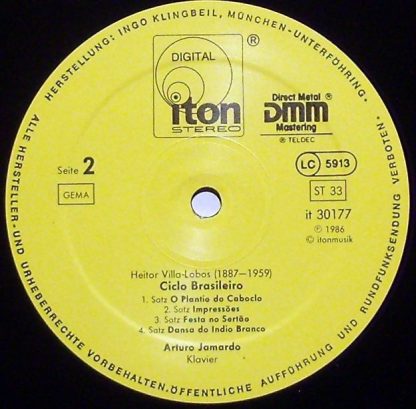 HERSTELLUNG: INGO KLINGBEIL, MÜNCHEN-UNTERFÖHRING•
ALLE HERSTELLER- UND URHEBERRECHTE VORBEHALTEN•ÖFFENTLICHE AUFFÜHRUNG UND RUNDFUNKSENDUNG VERBOTEN•
DIGITAL
®
iton
STEREO
Direct Metal ®
DMM
Mastering
℗ TELDEC
LC 5913
Seite 2
GEMA
ST 33
it 30177
℗ 1986
© itonmusik
Heitor Villa-Lobos (1887–1959)
Ciclo Brasileiro
1. Satz O Plantio do Caboclo
2. Satz Impressões
3. Satz Festa no Sertão
4. Satz Dansa do Indio Branco
Arturo Jamardo
Klavier